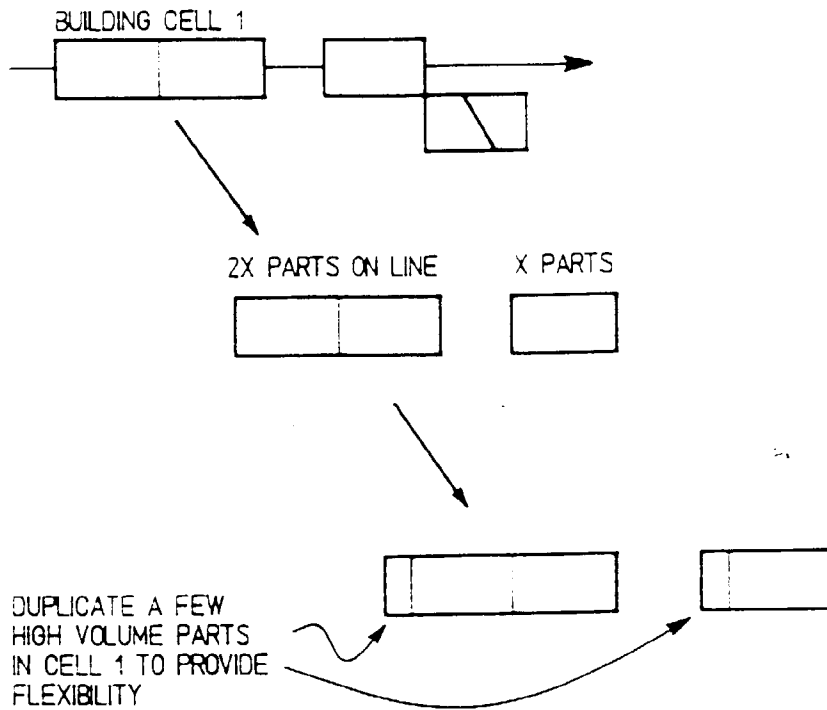 BUILDING CELL 1
2X PARTS ON LINE
X PARTS
DUPLICATE A FEW
HIGH VOLUME PARTS
IN CELL 1 TO PROVIDE
FLEXIBILITY